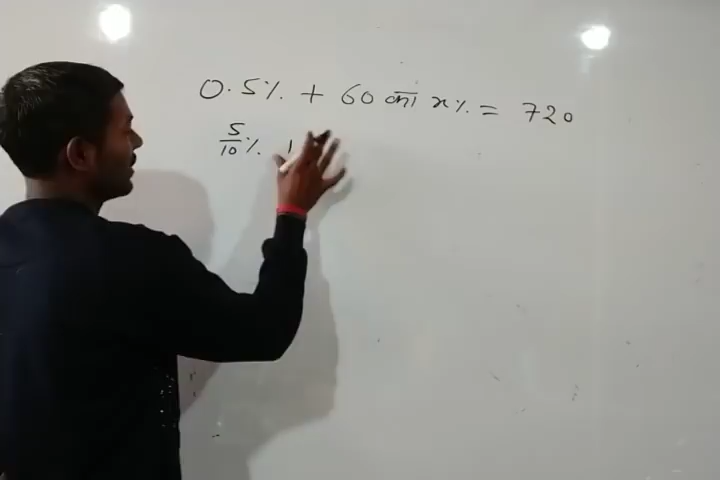 0.5% + 60 का x% = 720
5/10%